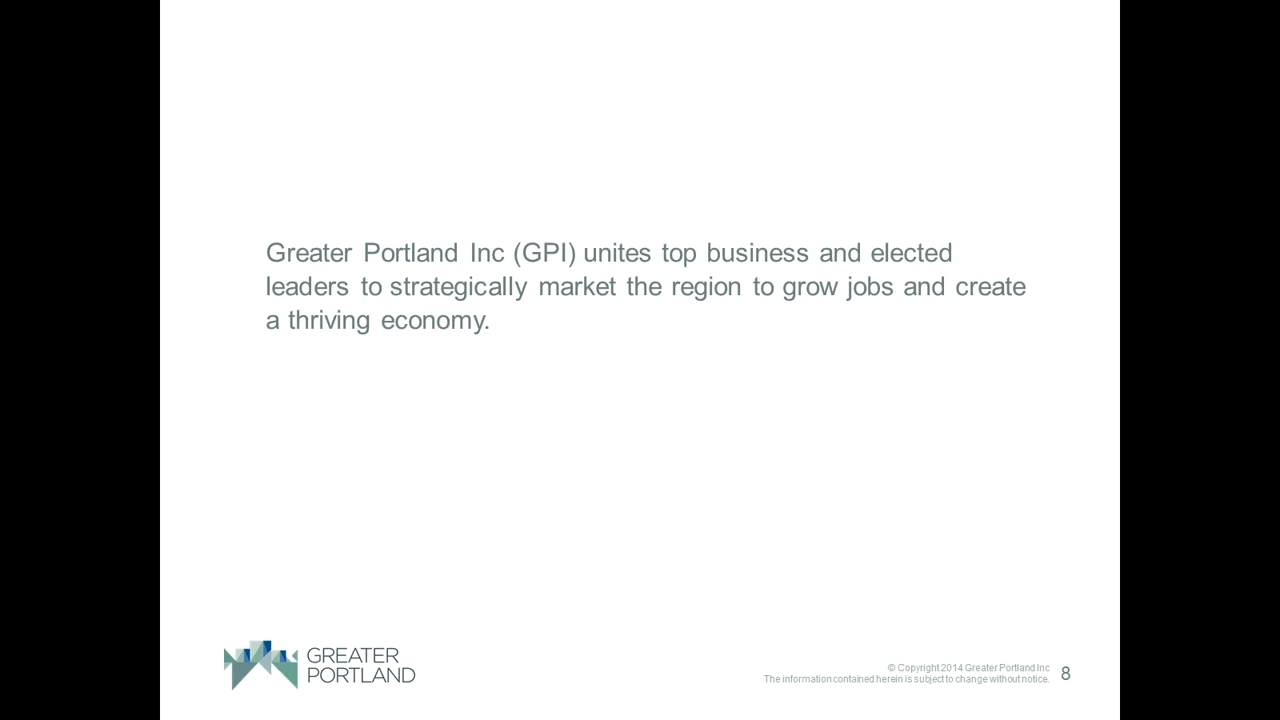 Greater Portland Inc (GPI) unites top business and elected
leaders to strategically market the region to grow jobs and create
a thriving economy.
GREATER
PORTLAND
© Copyright 2014 Greater Portland Inc
The information contained herein is subject to change without notice.
8